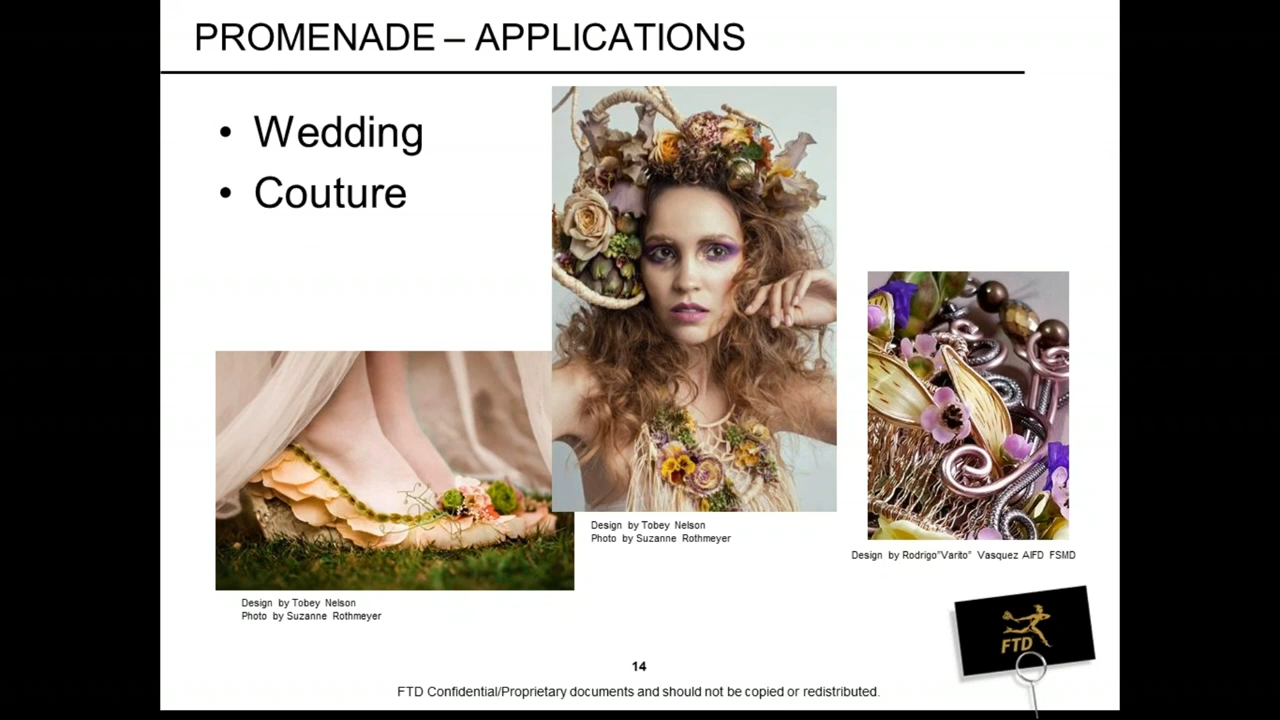 PROMENADE – APPLICATIONS
• Wedding
• Couture
Design by Tobey Nelson
Photo by Suzanne Rothmeyer
Design by Rodrigo"Varito" Vasquez AIFD FSMD
Design by Tobey Nelson
Photo by Suzanne Rothmeyer
FTD
14
FTD Confidential/Proprietary documents and should not be copied or redistributed.